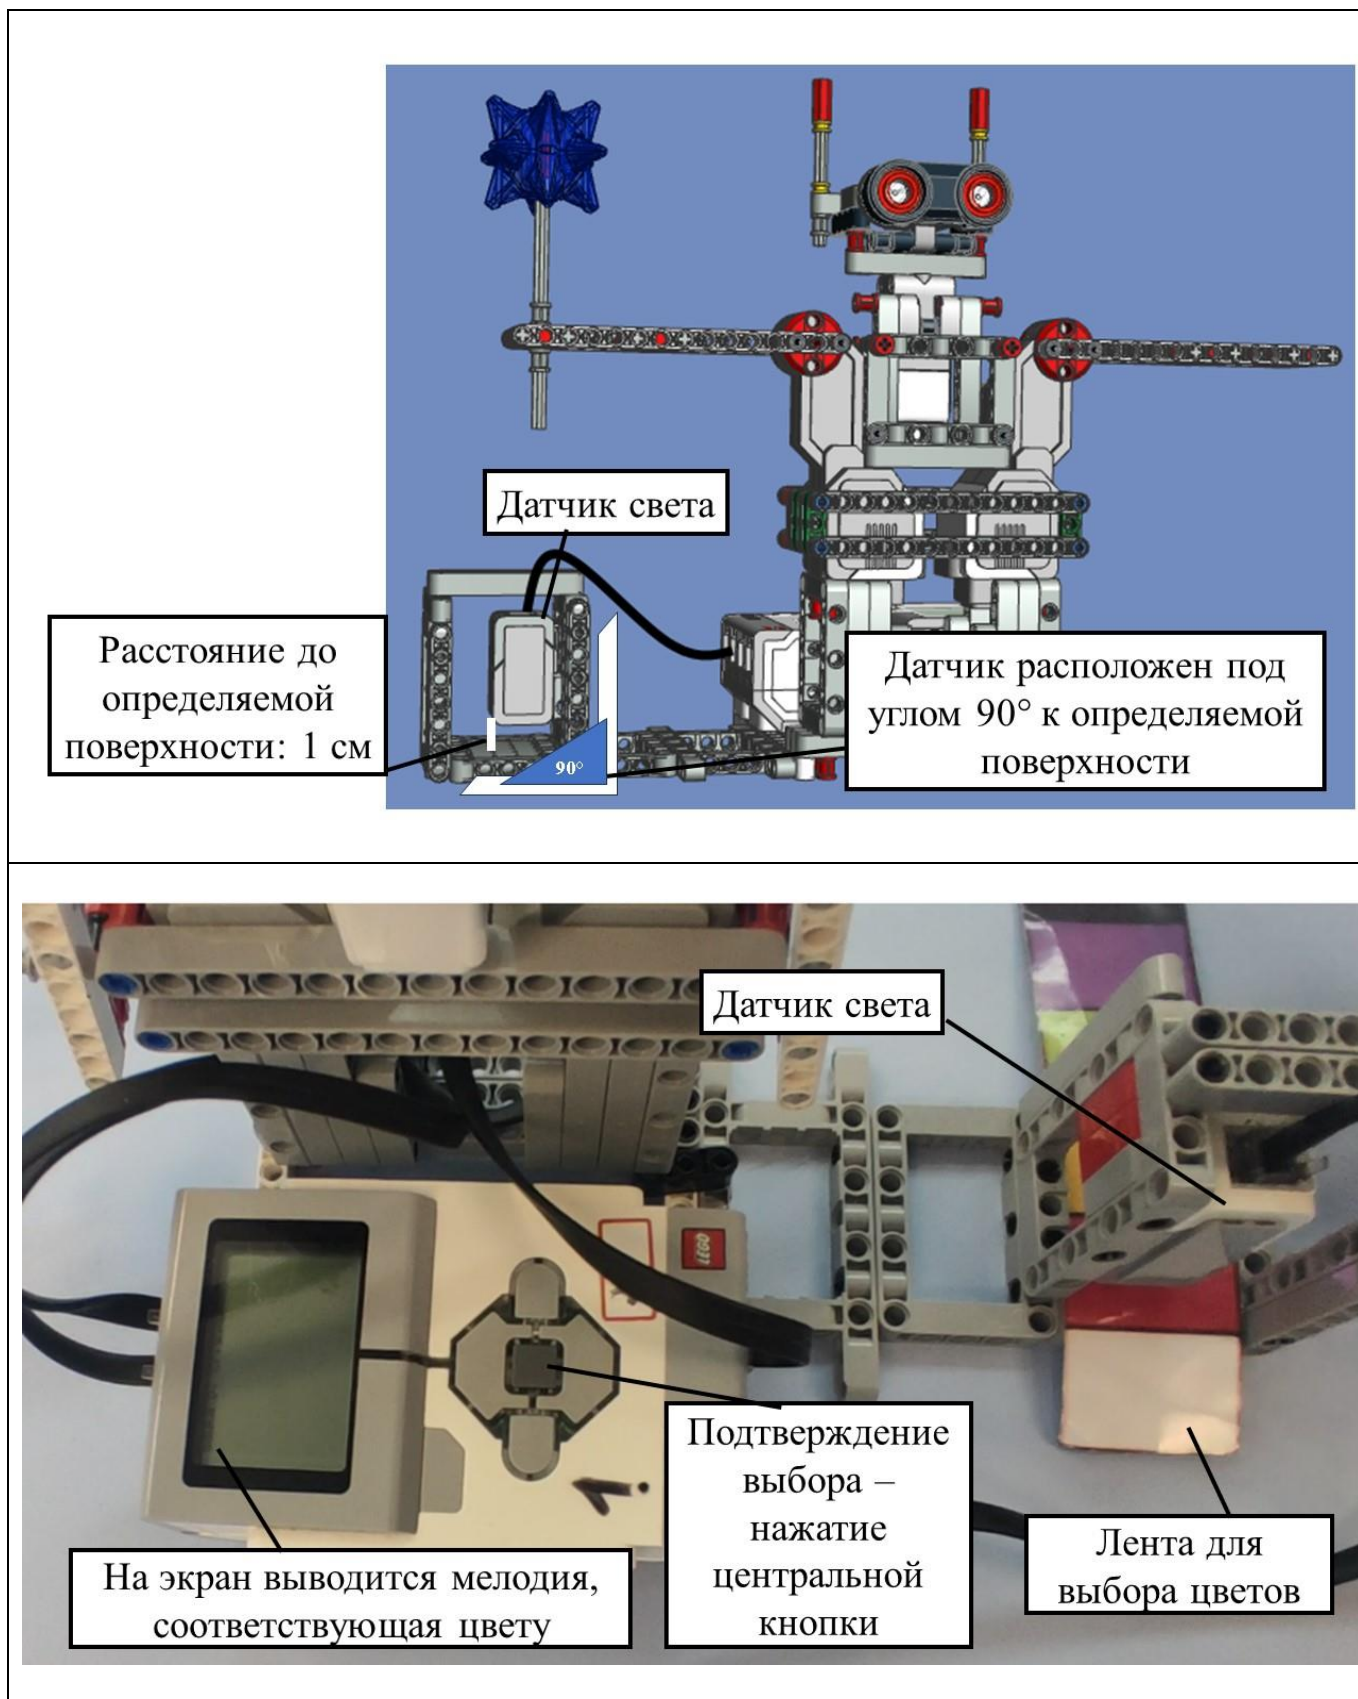 Датчик света
Расстояние до
определяемой
поверхности: 1 см
Датчик расположен под
углом 90° к определяемой
поверхности
90°
Датчик света
LEGO
Подтверждение
выбора –
нажатие
центральной
кнопки
Лента для
выбора цветов
На экран выводится мелодия,
соответствующая цвету